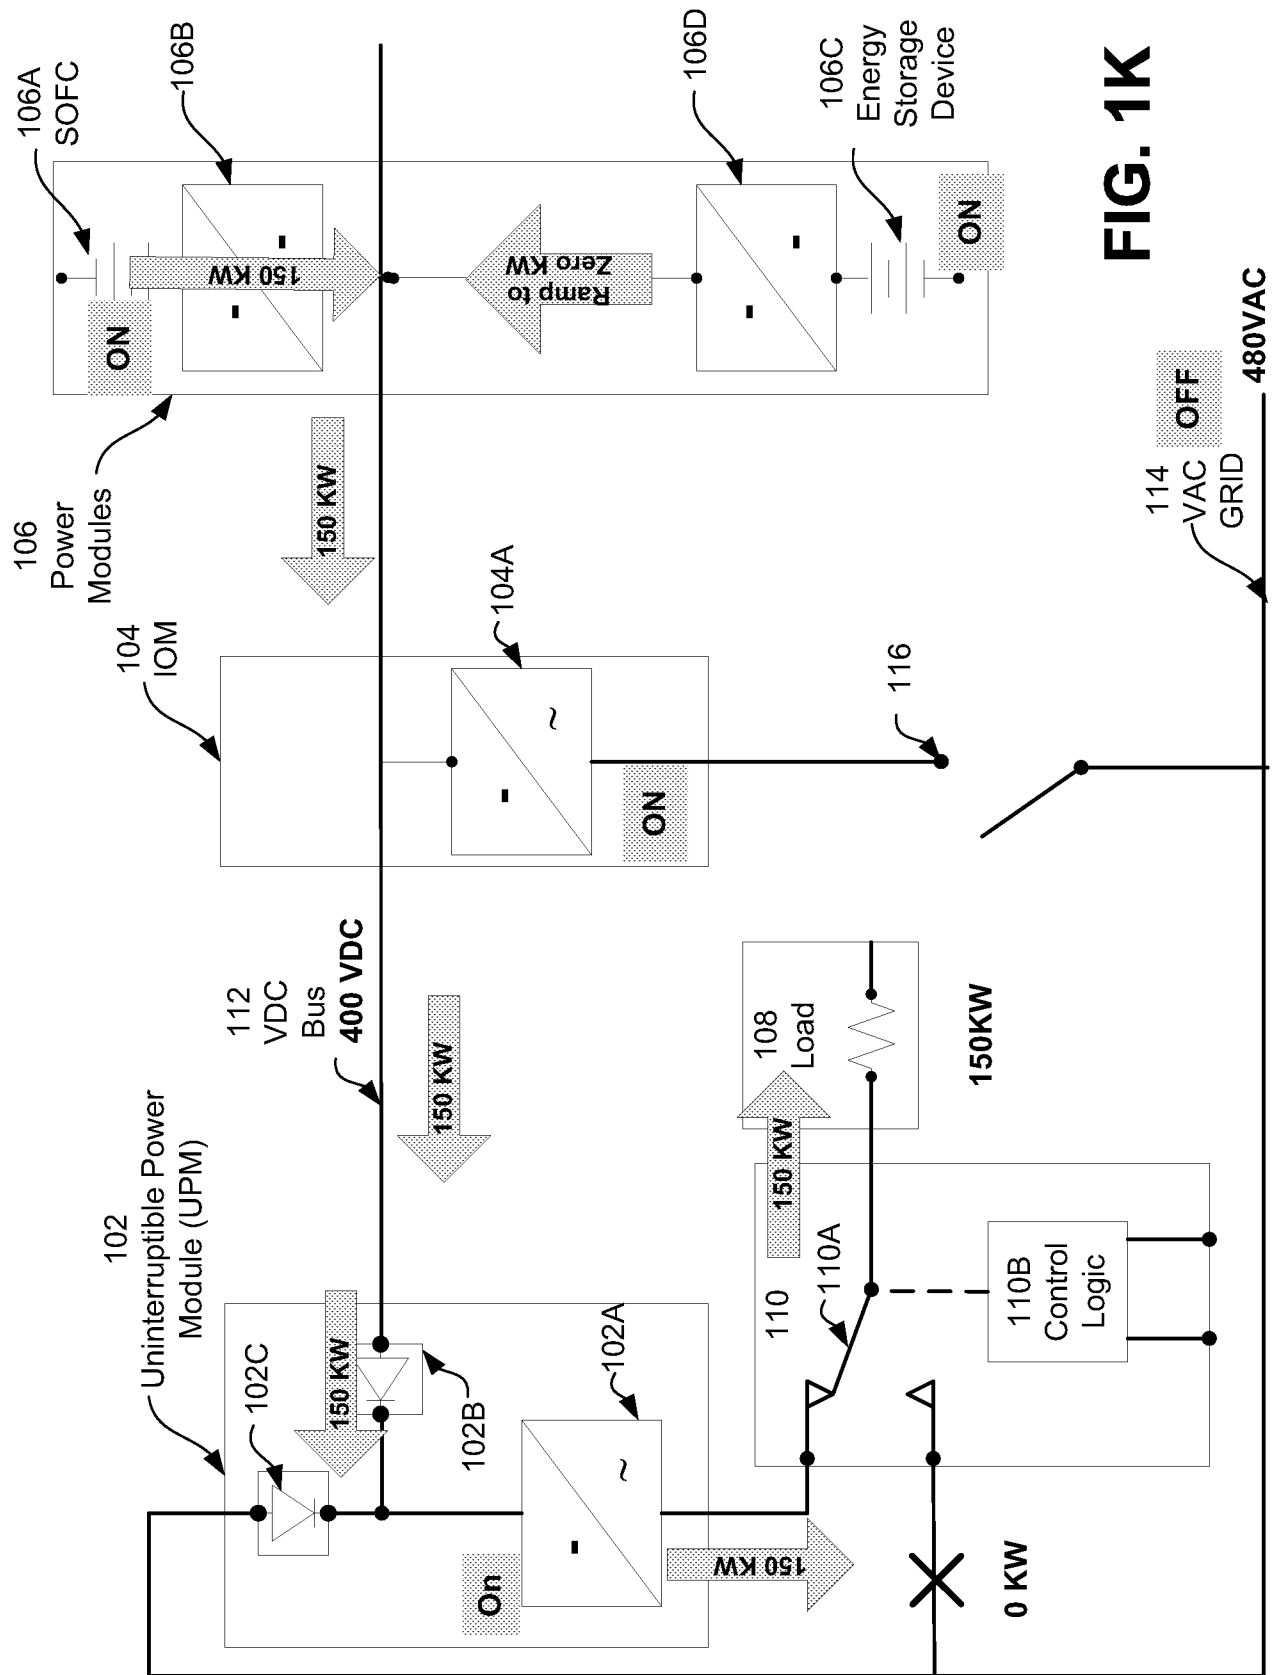 102
Uninterruptible Power
Module (UPM)
102C
150 KW
102B
On
102A
150 KW
112
VDC
Bus
400 VDC
150 KW
104
IOM
104A
ON
116
106
Power
Modules
150 KW
106A
SOFC
ON
106B
150 KW
Ramp to
Zero KW
106D
106C
Energy
Storage
Device
ON
110
110A
150 KW
108
Load
150KW
110B
Control
Logic
0 KW
114
VAC
GRID
OFF
480VAC
FIG. 1K